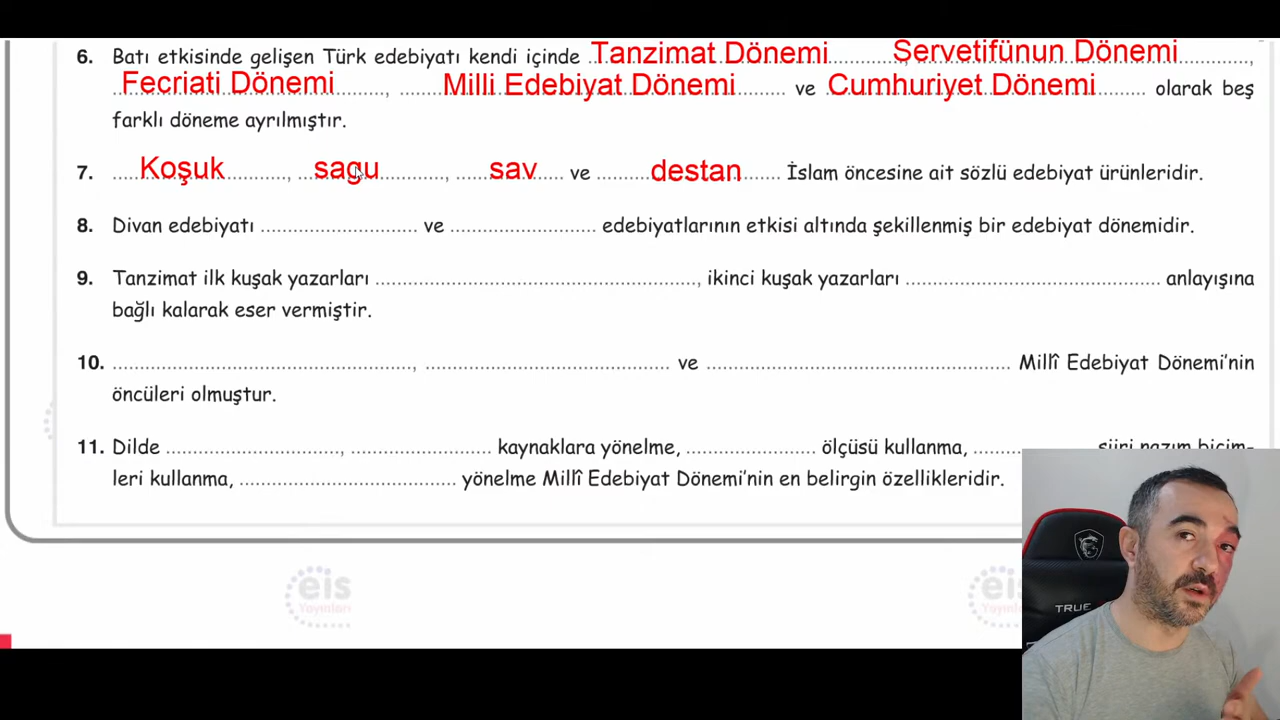 6. Batı etkisinde gelişen Türk edebiyatı kendi içinde Tanzimat Dönemi Servetifünun Dönemi,
Fecriati Dönemi, Milli Edebiyat Dönemi ve Cumhuriyet Dönemi olarak beş
farklı döneme ayrılmıştır.
7. Koşuk, sagu, sav ve destan İslam öncesine ait sözlü edebiyat ürünleridir.
8. Divan edebiyatı ........................ ve ........................ edebiyatlarının etkisi altında şekillenmiş bir edebiyat dönemidir.
9. Tanzimat ilk kuşak yazarları ........................, ikinci kuşak yazarları ........................ anlayışına
bağlı kalarak eser vermiştir.
10. ........................, ........................ ve ........................ Millî Edebiyat Dönemi'nin
öncüleri olmuştur.
11. Dilde ........................, ........................ kaynaklara yönelme, ........................ ölçüsü kullanma, ........ şiiri nazım biçim-
leri kullanma, ........................ yönelme Millî Edebiyat Dönemi'nin en belirgin özellikleridir.
eis
Yayınları
eis
TRUE